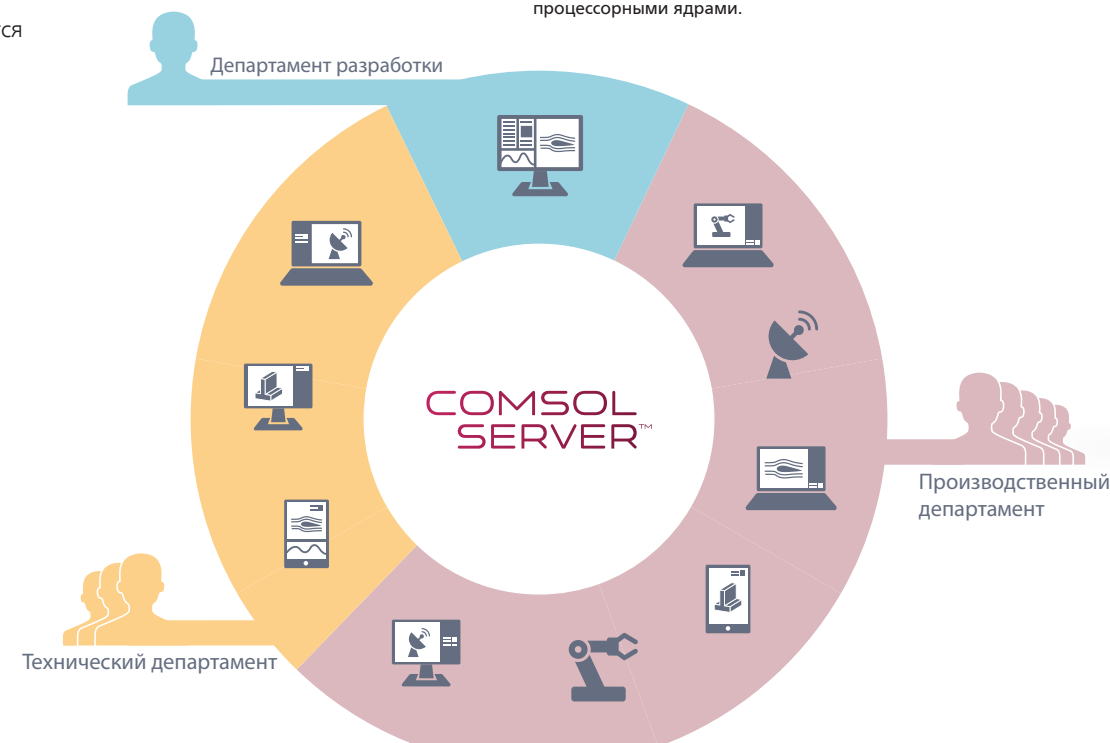 процессорными ядрами.
Департамент разработки
COMSOL
SERVER™
Производственный
департамент
Технический департамент